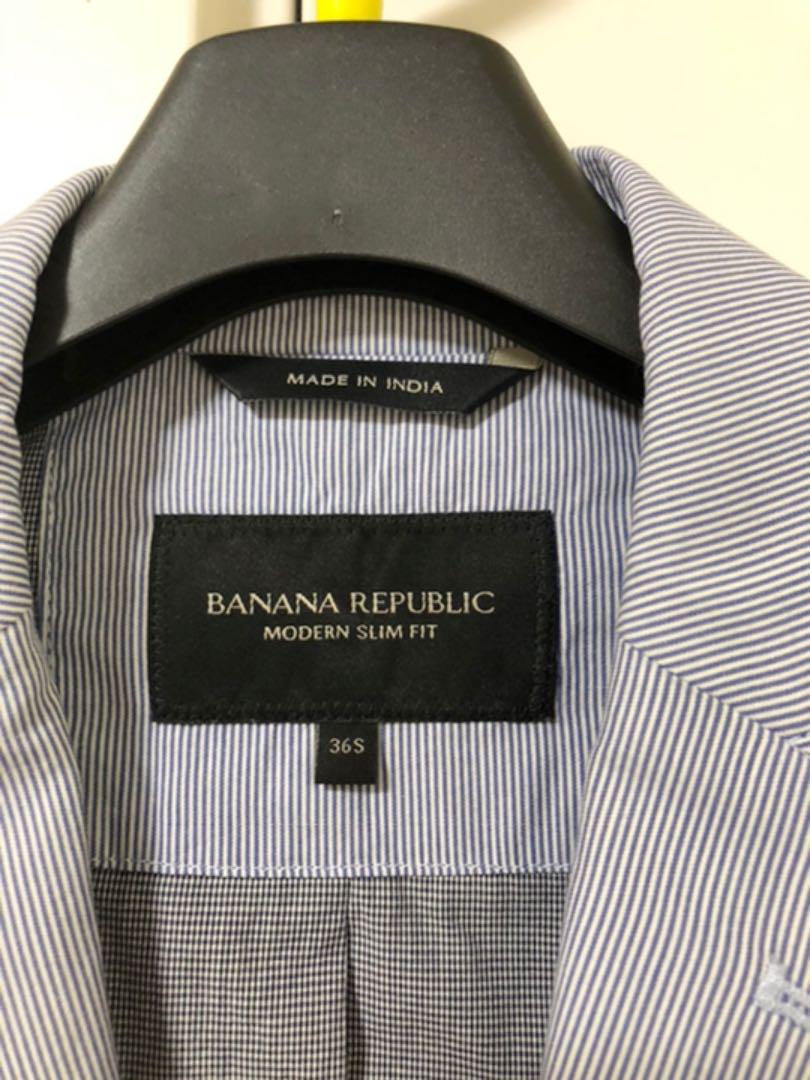 MADE IN INDIA
BANANA REPUBLIC
MODERN SLIM FIT
36S